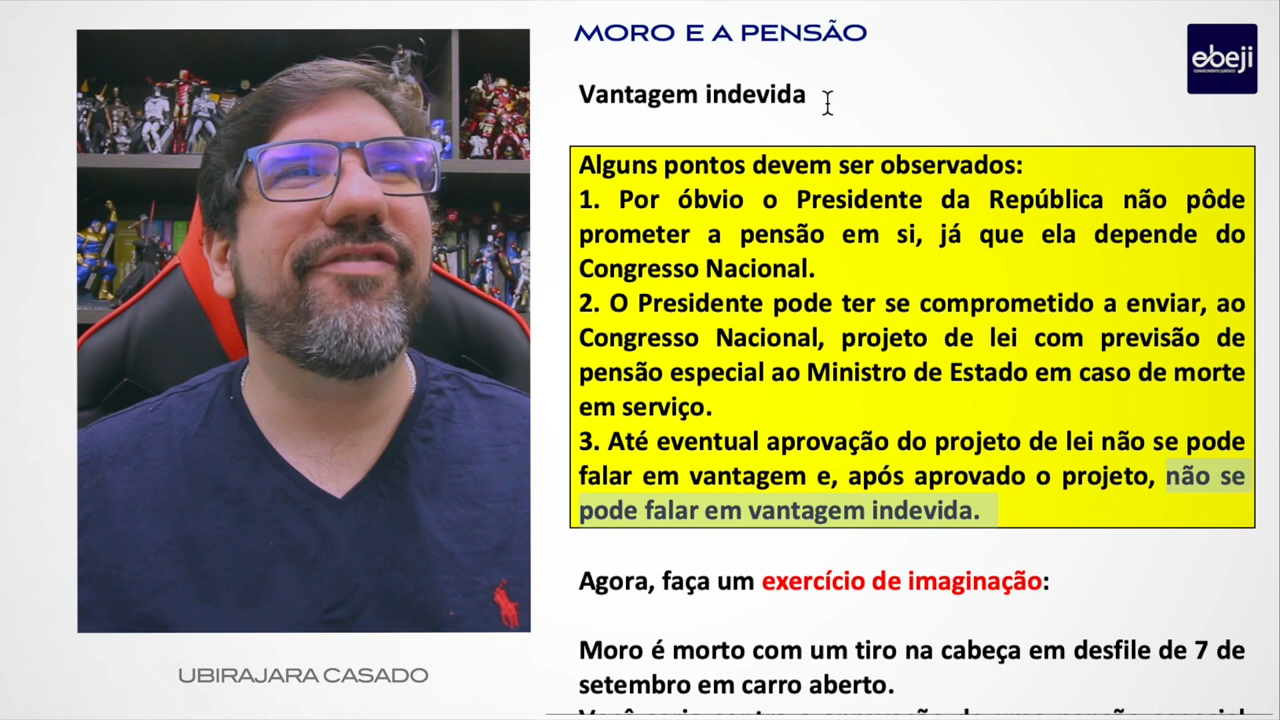 MORO E A PENSÃO
ebeji
Vantagem indevida
Alguns pontos devem ser observados:
1. Por óbvio o Presidente da República não pôde
prometer a pensão em si, já que ela depende do
Congresso Nacional.
2. O Presidente pode ter se comprometido a enviar, ao
Congresso Nacional, projeto de lei com previsão de
pensão especial ao Ministro de Estado em caso de morte
em serviço.
3. Até eventual aprovação do projeto de lei não se pode
falar em vantagem e, após aprovado o projeto, não se
pode falar em vantagem indevida.
Agora, faça um exercício de imaginação:
Moro é morto com um tiro na cabeça em desfile de 7 de
setembro em carro aberto.
UBIRAJARA CASADO